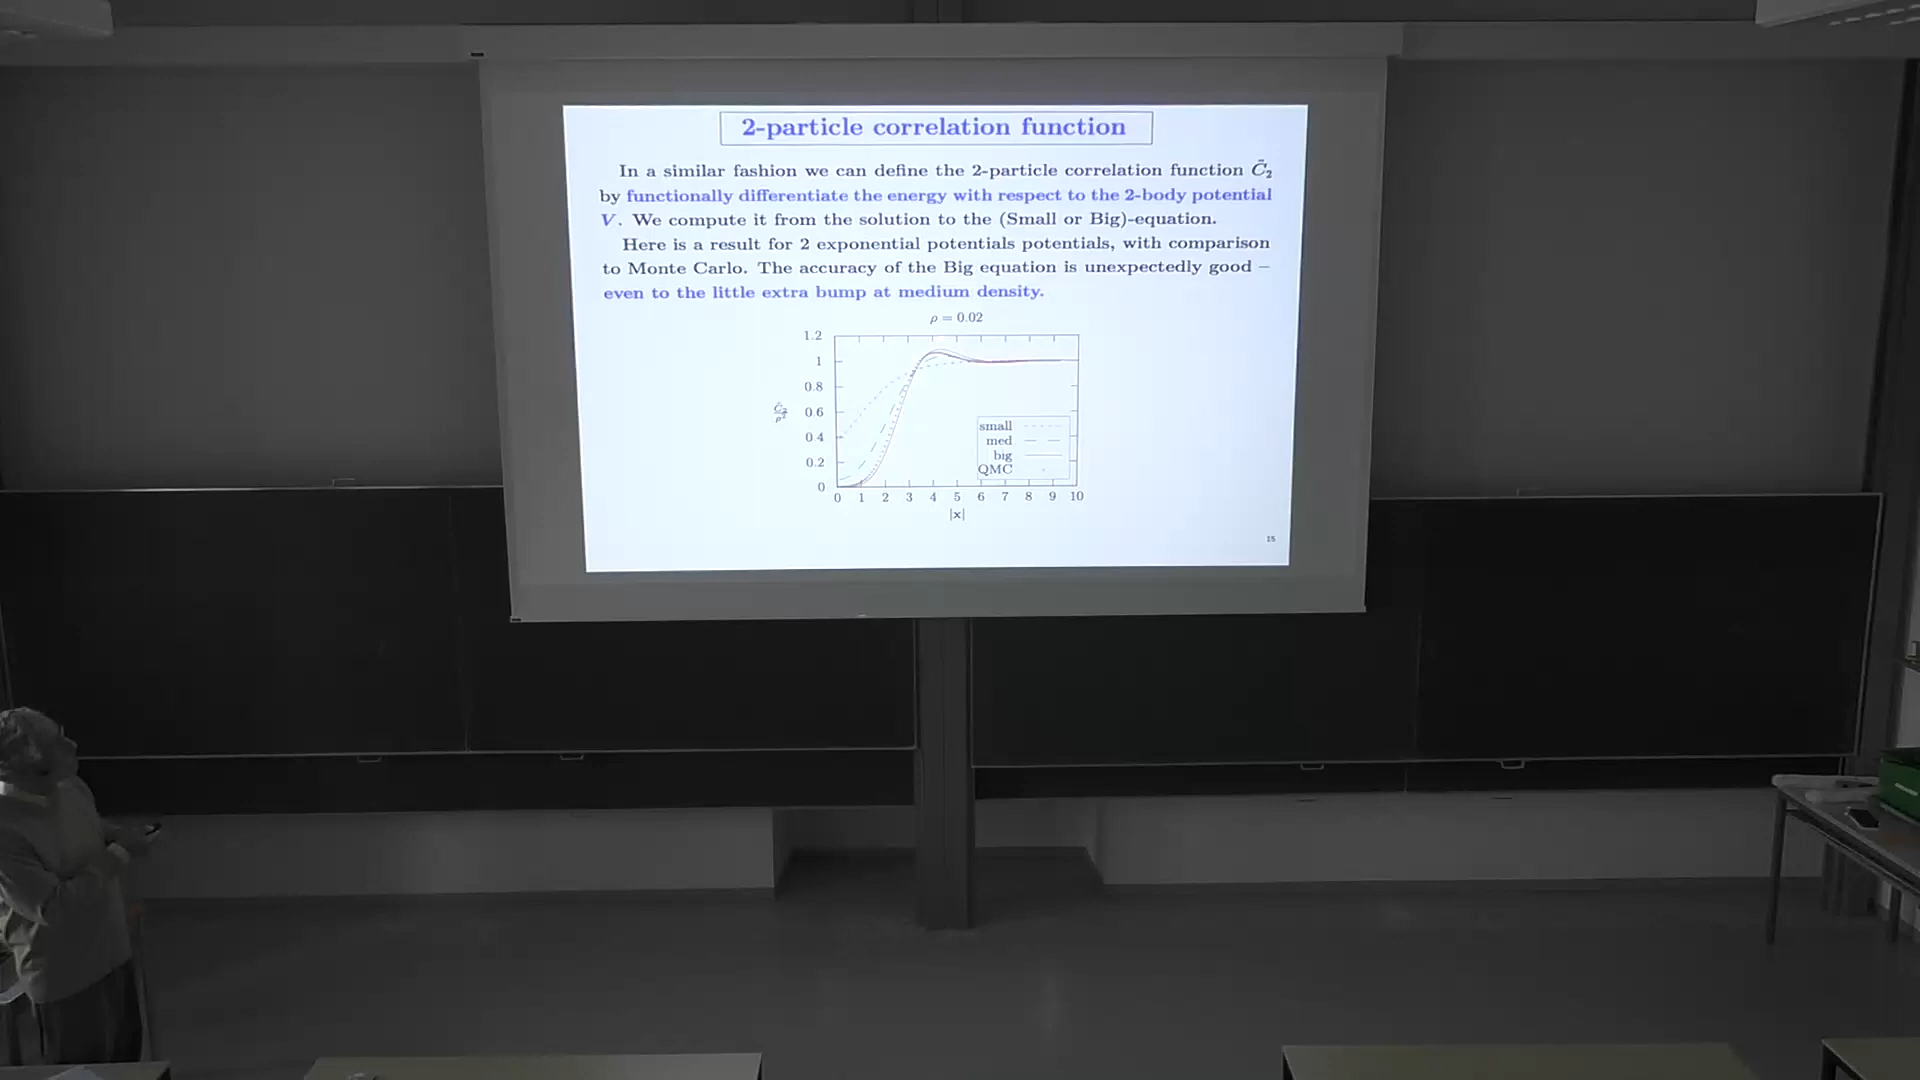 2-particle correlation function
In a similar fashion we can define the 2-particle correlation function C̃₂
by functionally differentiate the energy with respect to the 2-body potential
V. We compute it from the solution to the (Small or Big)-equation.
Here is a result for 2 exponential potentials potentials, with comparison
to Monte Carlo. The accuracy of the Big equation is unexpectedly good –
even to the little extra bump at medium density.
ρ = 0.02
1.2
1
0.8
C̃₂/ρ² 0.6
0.4
0.2
0
small
med
big
QMC
0 1 2 3 4 5 6 7 8 9 10
|x|
15